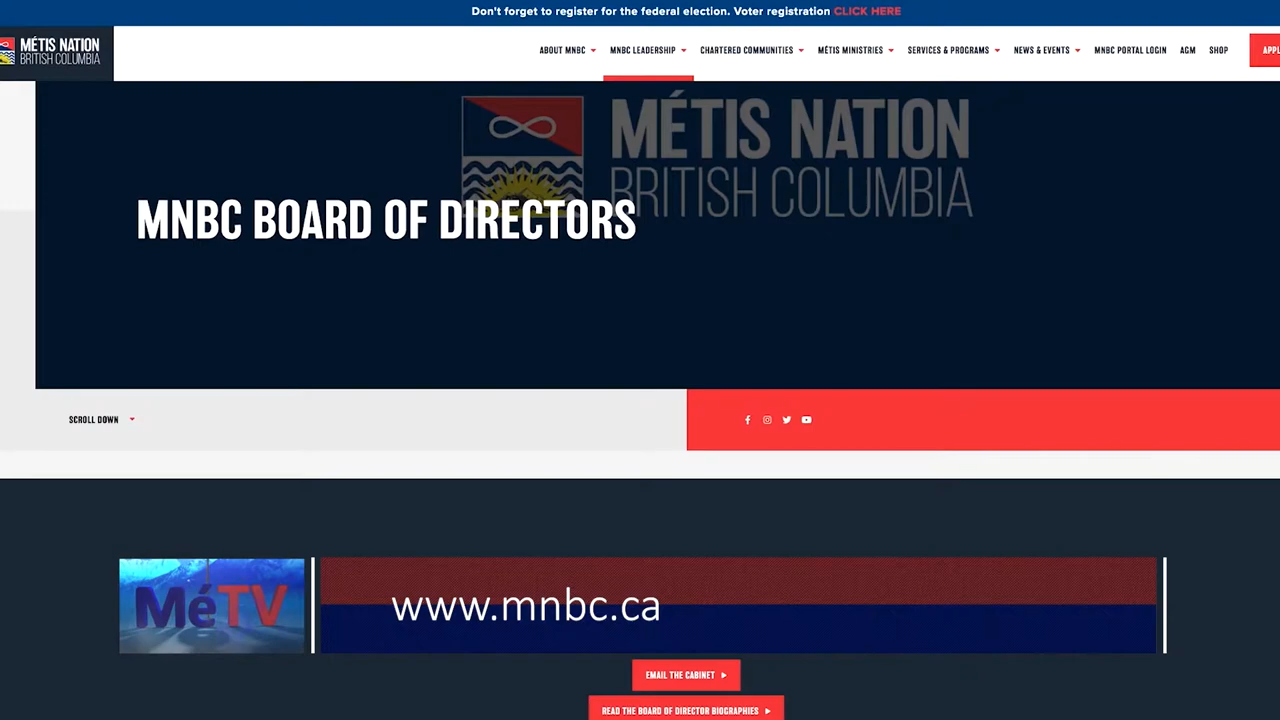 Don't forget to register for the federal election. Voter registration CLICK HERE
MÉTIS NATION
BRITISH COLUMBIA
ABOUT MNBC
MNBC LEADERSHIP
CHARTERED COMMUNITIES
MÉTIS MINISTRIES
SERVICES & PROGRAMS
NEWS & EVENTS
MNBC PORTAL LOGIN
AGM
SHOP
MÉTIS NATION
BRITISH COLUMBIA
MNBC BOARD OF DIRECTORS
SCROLL DOWN
MéTV
www.mnbc.ca
EMAIL THE CABINET
READ THE BOARD OF DIRECTOR BIOGRAPHIES